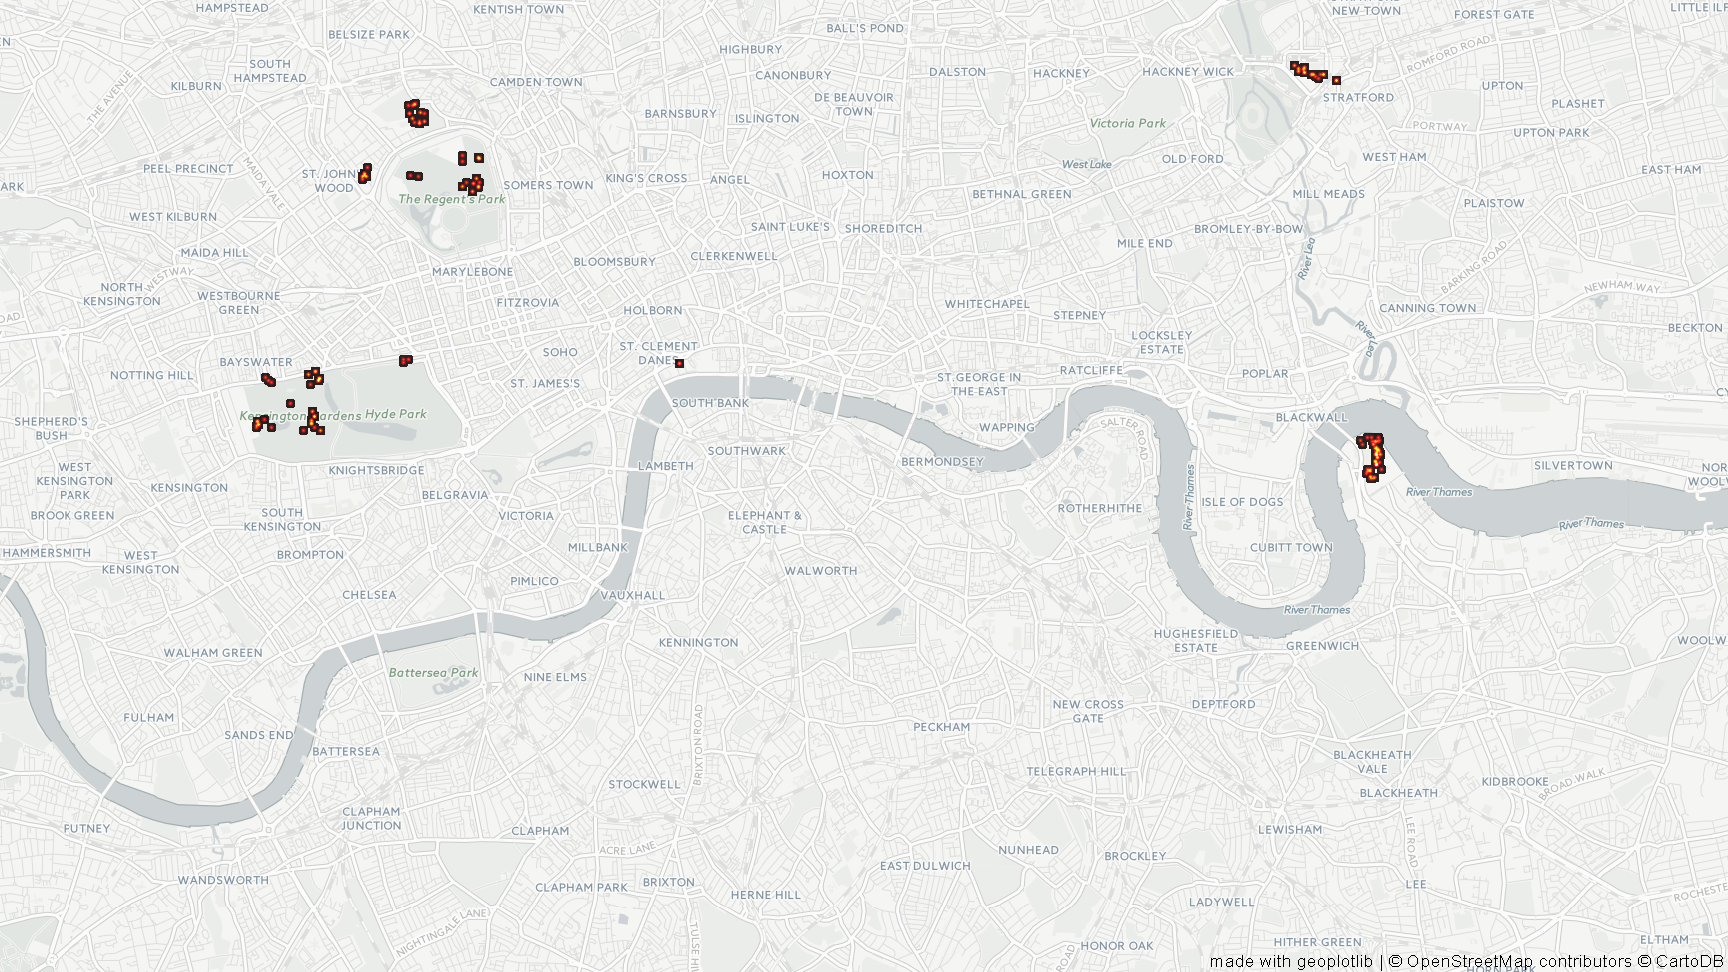 HAMPSTEAD
KENTISH TOWN
NEW TOWN
FOREST GATE
LITTLE ILF
BELSIZE PARK
BALL'S POND
HIGHBURY
ROMFORD ROAD
SOUTH
HAMPSTEAD
THE AVENUE
KILBURN
CAMDEN TOWN
CANONBURY
DALSTON
HACKNEY
HACKNEY WICK
UPTON
DE BEAUVOIR
TOWN
STRATFORD
PLASHET
BARNSBURY
ISLINGTON
Victoria Park
PORTWAY
UPTON PARK
PEEL PRECINCT
MAIDA VALE
ST. JOHN
WOOD
West Lake
OLD FORD
WEST HAM
EAST HAM
ARK
SOMERS TOWN
KING'S CROSS
ANGEL
HOXTON
BETHNAL GREEN
MILL MEADS
The Regent's Park
PLAISTOW
WEST KILBURN
SAINT LUKE'S
SHOREDITCH
MILE END
BROMLEY-BY-BOW
River Lea
BARKING ROAD
MAIDA HILL
WESTWAY
MARYLEBONE
BLOOMSBURY
CLERKENWELL
NORTH
KENSINGTON
WESTBOURNE
GREEN
FITZROVIA
HOLBORN
WHITECHAPEL
STEPNEY
CANNING TOWN
NEWHAM WAY
ROAD
BECKTON
LOCKSLEY
ESTATE
River Lea
BAYSWATER
SOHO
ST. CLEMENT
DANES
NOTTING HILL
ST. JAMES'S
ST.GEORGE IN
THE EAST
RATCLIFFE
POPLAR
CY
Kensington Gardens
Hyde Park
SOUTH BANK
SHEPHERD'S
BUSH
WAPPING
SALTER ROAD
BLACKWALL
SOUTHWARK
BERMONDSEY
WEST
KENSINGTON
PARK
KNIGHTSBRIDGE
LAMBETH
SILVERTOWN
NOR
WOOLW
KENSINGTON
BELGRAVIA
River Thames
River Thames
BROOK GREEN
SOUTH
KENSINGTON
VICTORIA
ELEPHANT &
CASTLE
ROTHERHITHE
ISLE OF DOGS
River Thames
HAMMERSMITH
WEST
KENSINGTON
BROMPTON
MILLBANK
CUBITT TOWN
WALWORTH
PIMLICO
CHELSEA
VAUXHALL
River Thames
KENNINGTON
HUGHESFIELD
ESTATE
GREENWICH
WOOLW
WALHAM GREEN
Battersea Park
NINE ELMS
FULHAM
NEW CROSS
GATE
DEPTFORD
SANDS END
BATTERSEA
BRIXTON ROAD
PECKHAM
BLACKHEATH
VALE
STOCKWELL
TELEGRAPH HILL
KIDBROOKE
BROAD WALK
BLACKHEATH
CLAPHAM
JUNCTION
FUTNEY
CLAPHAM
LEWISHAM
LEE ROAD
ACRE LANE
NUNHEAD
BROCKLEY
EAST DULWICH
WANDSWORTH
CLAPHAM PARK
BRIXTON
HERNE HILL
LEE
ROCHESTE
LADYWELL
NIGHTINGALE LANE
TULSE HIL
ROAD
HONOR OAK
HITHER GREEN
ELTHAM
made with geoplotlib | © OpenStreetMap contributors © CartoDB